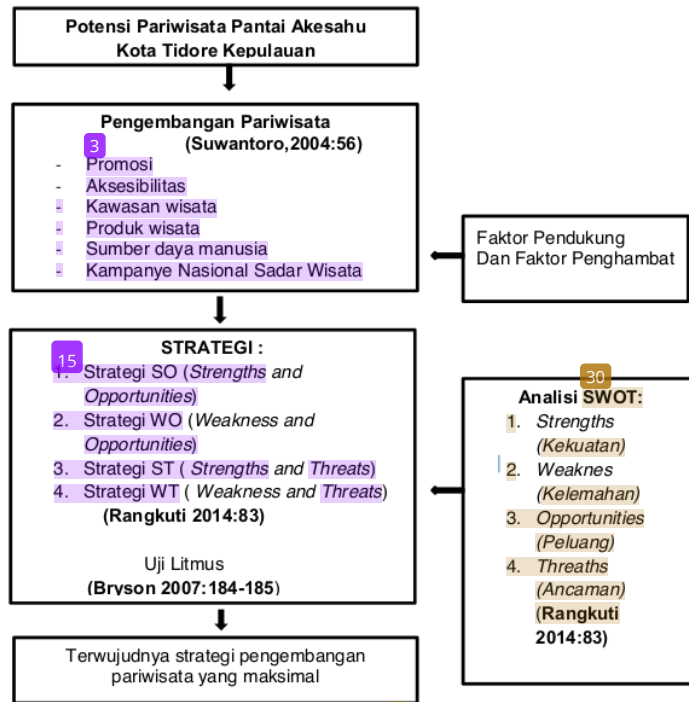 Potensi Pariwisata Pantai Akesahu
Kota Tidore Kepulauan
Pengembangan Pariwisata
(Suwantoro,2004:56)
3
- Promosi
- Aksesibilitas
- Kawasan wisata
- Produk wisata
- Sumber daya manusia
- Kampanye Nasional Sadar Wisata
Faktor Pendukung
Dan Faktor Penghambat
STRATEGI :
15
1. Strategi SO (Strengths and
Opportunities)
2. Strategi WO (Weakness and
Opportunities)
3. Strategi ST ( Strengths and Threats)
4. Strategi WT ( Weakness and Threats)
(Rangkuti 2014:83)
Uji Litmus
(Bryson 2007:184-185)
30
Analisi SWOT:
1. Strengths
(Kekuatan)
2. Weaknes
(Kelemahan)
3. Opportunities
(Peluang)
4. Threaths
(Ancaman)
(Rangkuti
2014:83)
Terwujudnya strategi pengembangan
pariwisata yang maksimal